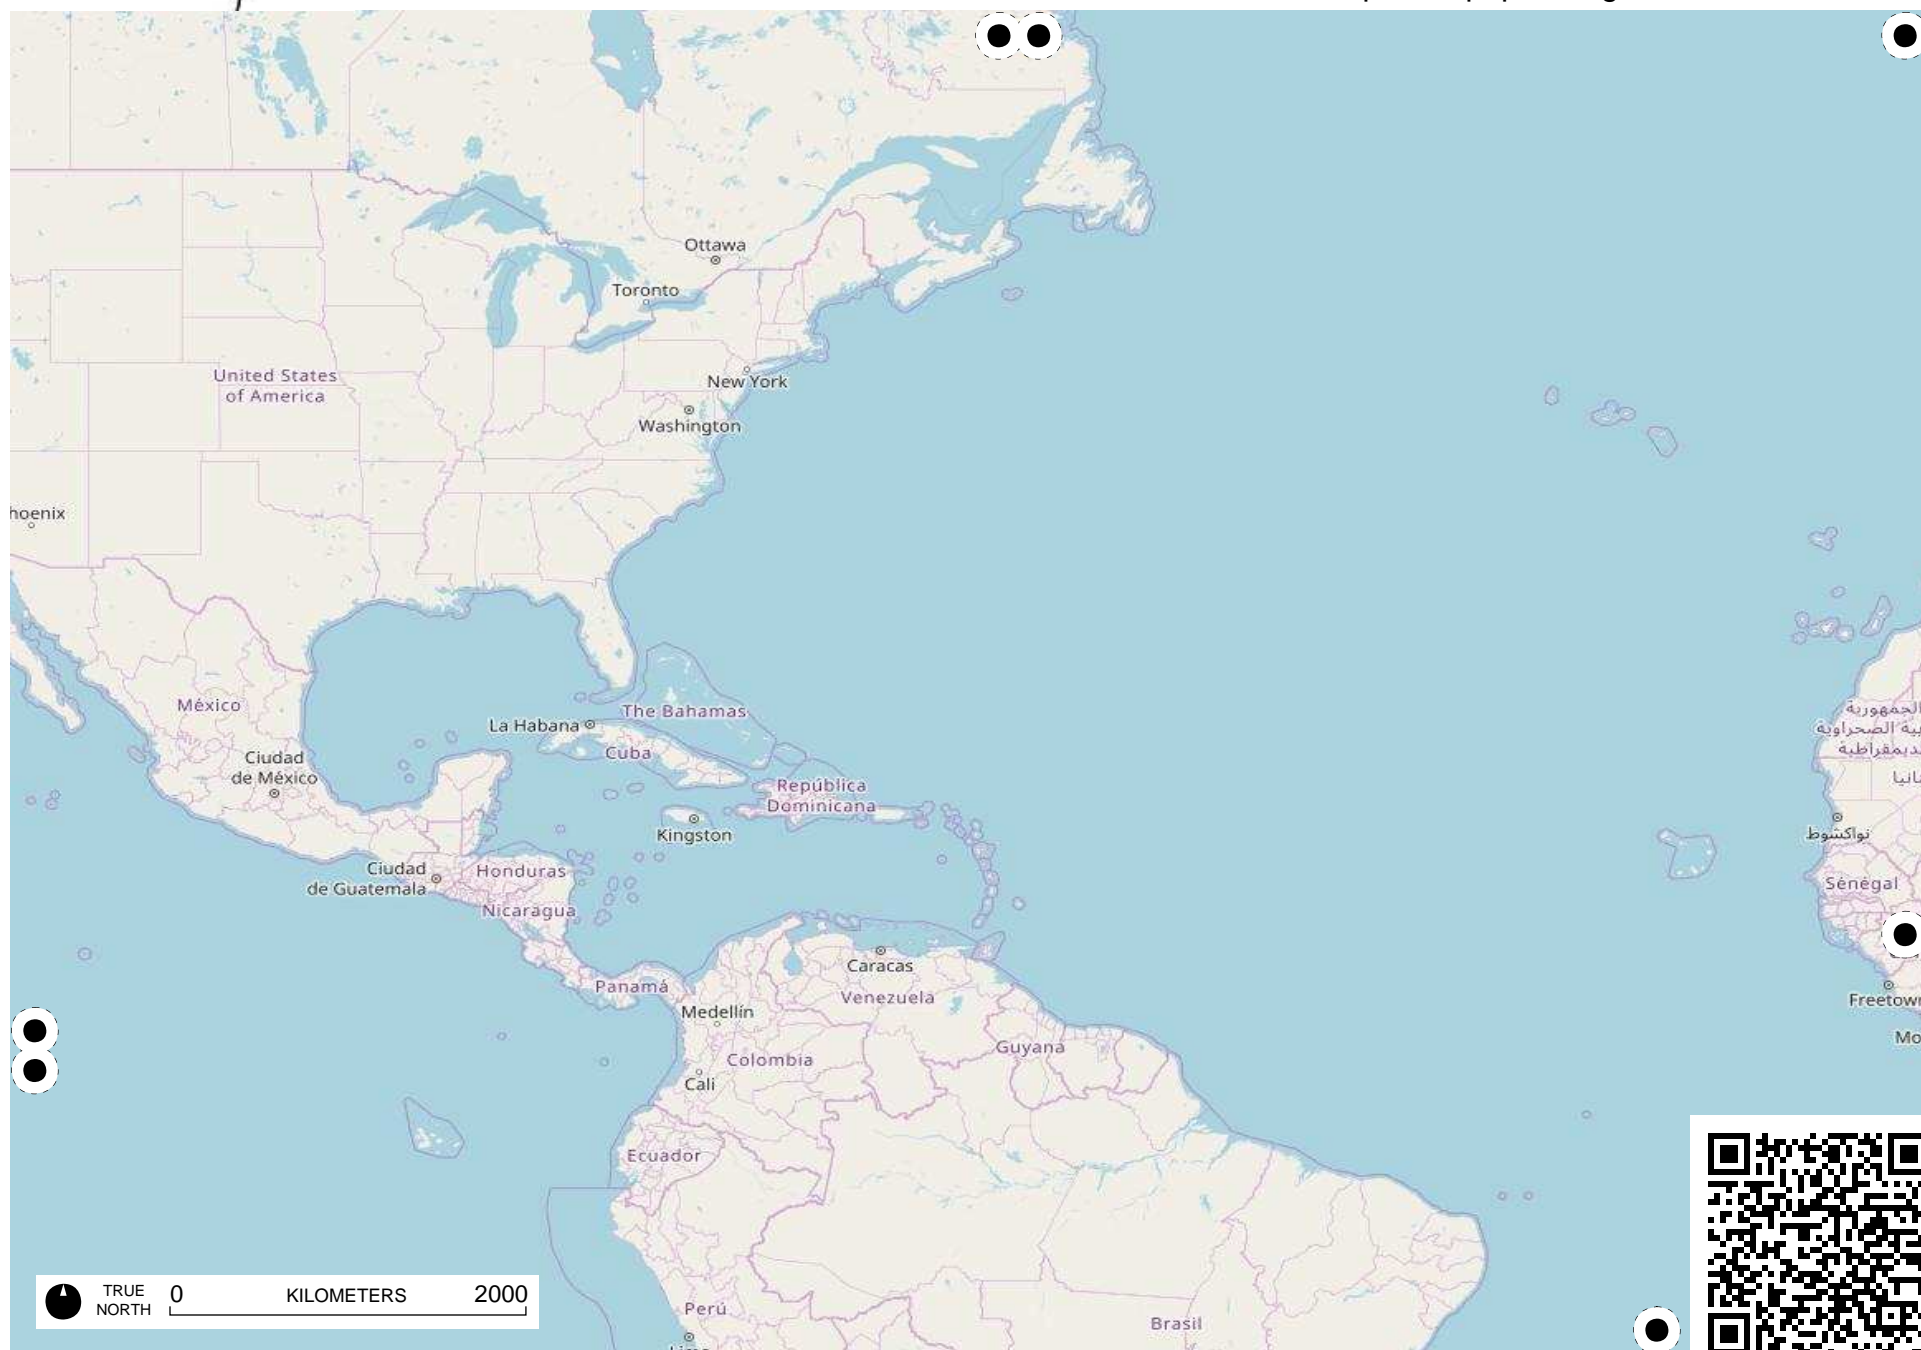 Ottawa
Toronto
United States
of America
New York
Washington
hoenix
México
La Habana
The Bahamas
Cuba
Ciudad
de México
República
Dominicana
Kingston
نواكشوط
Ciudad
de Guatemala
Honduras
Sénégal
Nicaragua
Caracas
Panamá
Venezuela
Freetown
Medellín
Mo
Guyana
Colombia
Cali
Ecuador
TRUE
NORTH
0 KILOMETERS 2000
Perú
Brasil